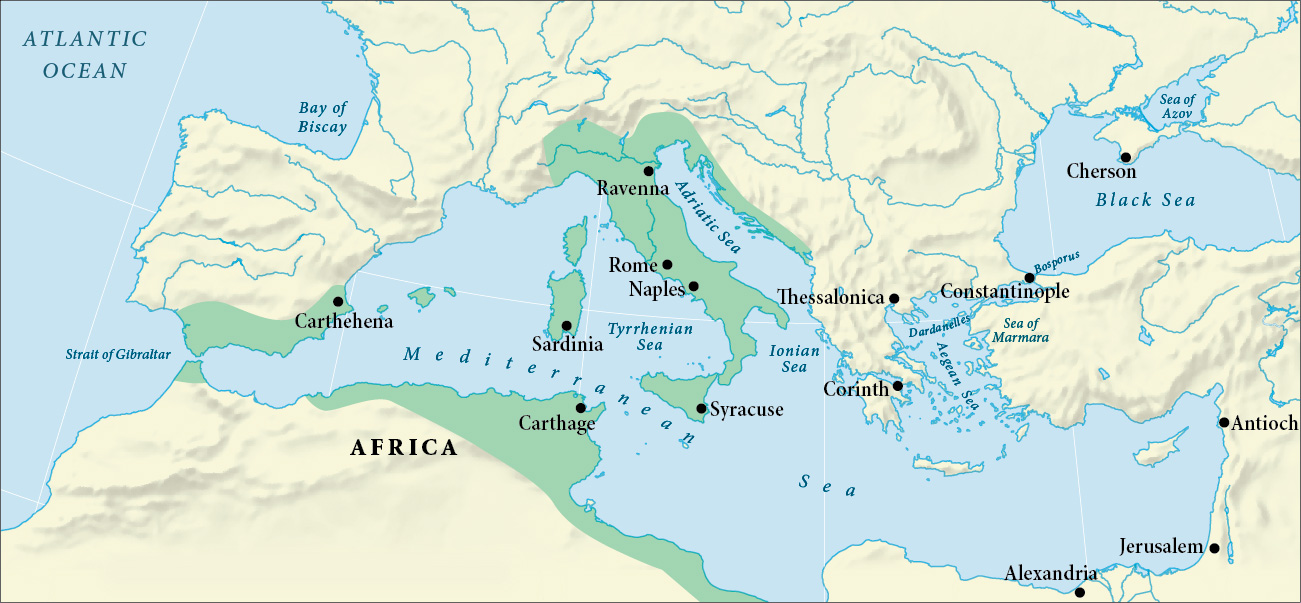 ATLANTIC
OCEAN
Bay of
Biscay
Sea of
Azov
Cherson
Black Sea
Ravenna
Adriatic Sea
Rome
Naples
Bosporus
Constantinople
Thessalonica
Carthehena
Dardanelles
Sea of
Marmara
Strait of Gibraltar
Sardinia
Tyrrhenian
Sea
Ionian
Sea
Aegean Sea
Mediterranean
Sea
Corinth
Carthage
Syracuse
Antioch
AFRICA
Jerusalem
Alexandria